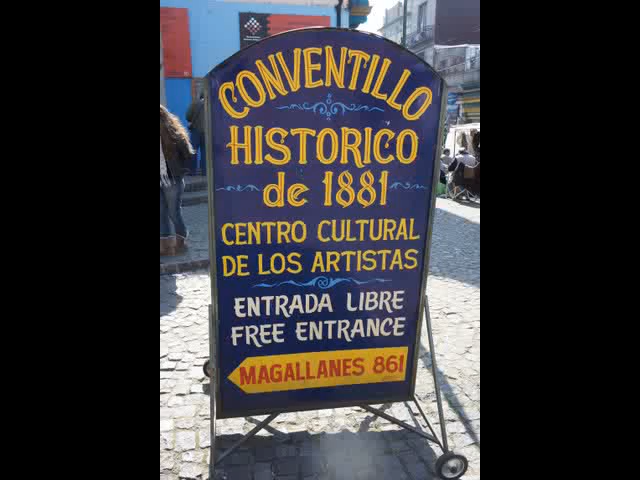 CONVENTILLO
HISTORICO
de 1881
CENTRO CULTURAL
DE LOS ARTISTAS
ENTRADA LIBRE
FREE ENTRANCE
MAGALLANES 861